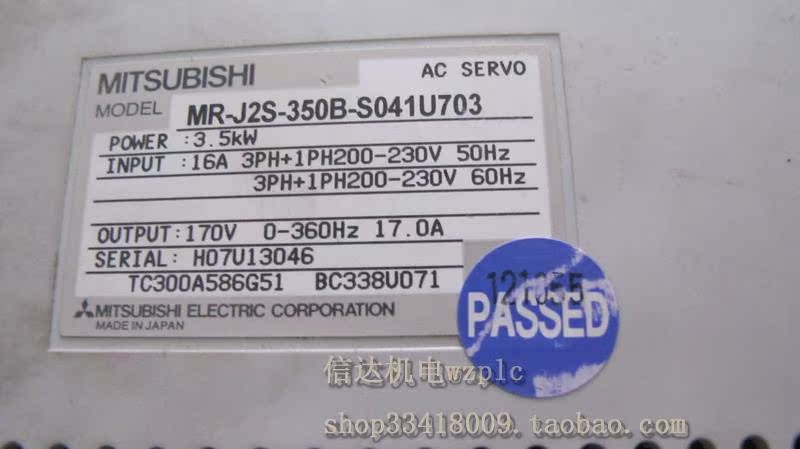 MITSUBISHI AC SERVO
MODEL MR-J2S-350B-S041U703
POWER :3.5kW
INPUT :16A 3PH+1PH200-230V 50Hz
3PH+1PH200-230V 60Hz
OUTPUT:170V 0-360Hz 17.0A
SERIAL: H07U13046
TC300A586G51 BC338U071
MITSUBISHI ELECTRIC CORPORATION
MADE IN JAPAN
PASSED
信达机电wzplc
shop33418009.taobao.com